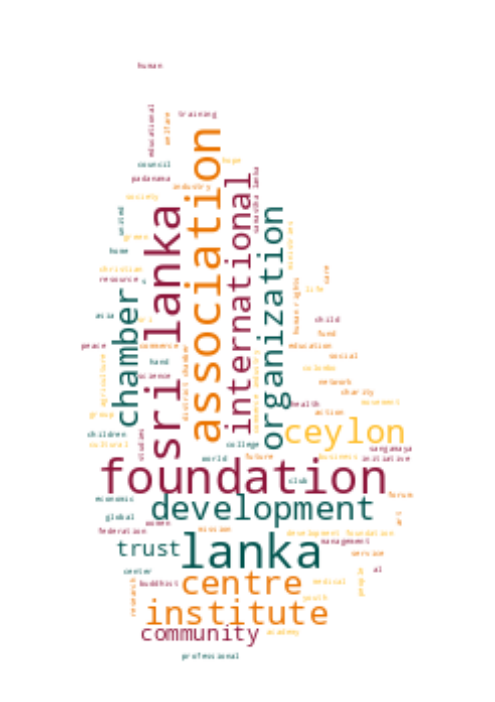 human
educational
welfare
training
association
council
hope
padanama
industry
international
samastha lanka
society
sri lanka
organization
united
green
home
ministries
christian
care
resource
life
human rights
chamber
asia
child
fund
peace
commerce
education
hand
social
science
district chamber
commerce industry
colombo
agriculture
network
charity
health
movement
group
action
ceylon
children
cultural
studies
college
sangamaya
world
future
business
initiative
foundation
club
economic
forum
development
global
women
art
federation
mission
development foundation
management
trust
lanka
service
center
al
buddhist
centre
medical
people
research
youth
institute
community
academy
professional